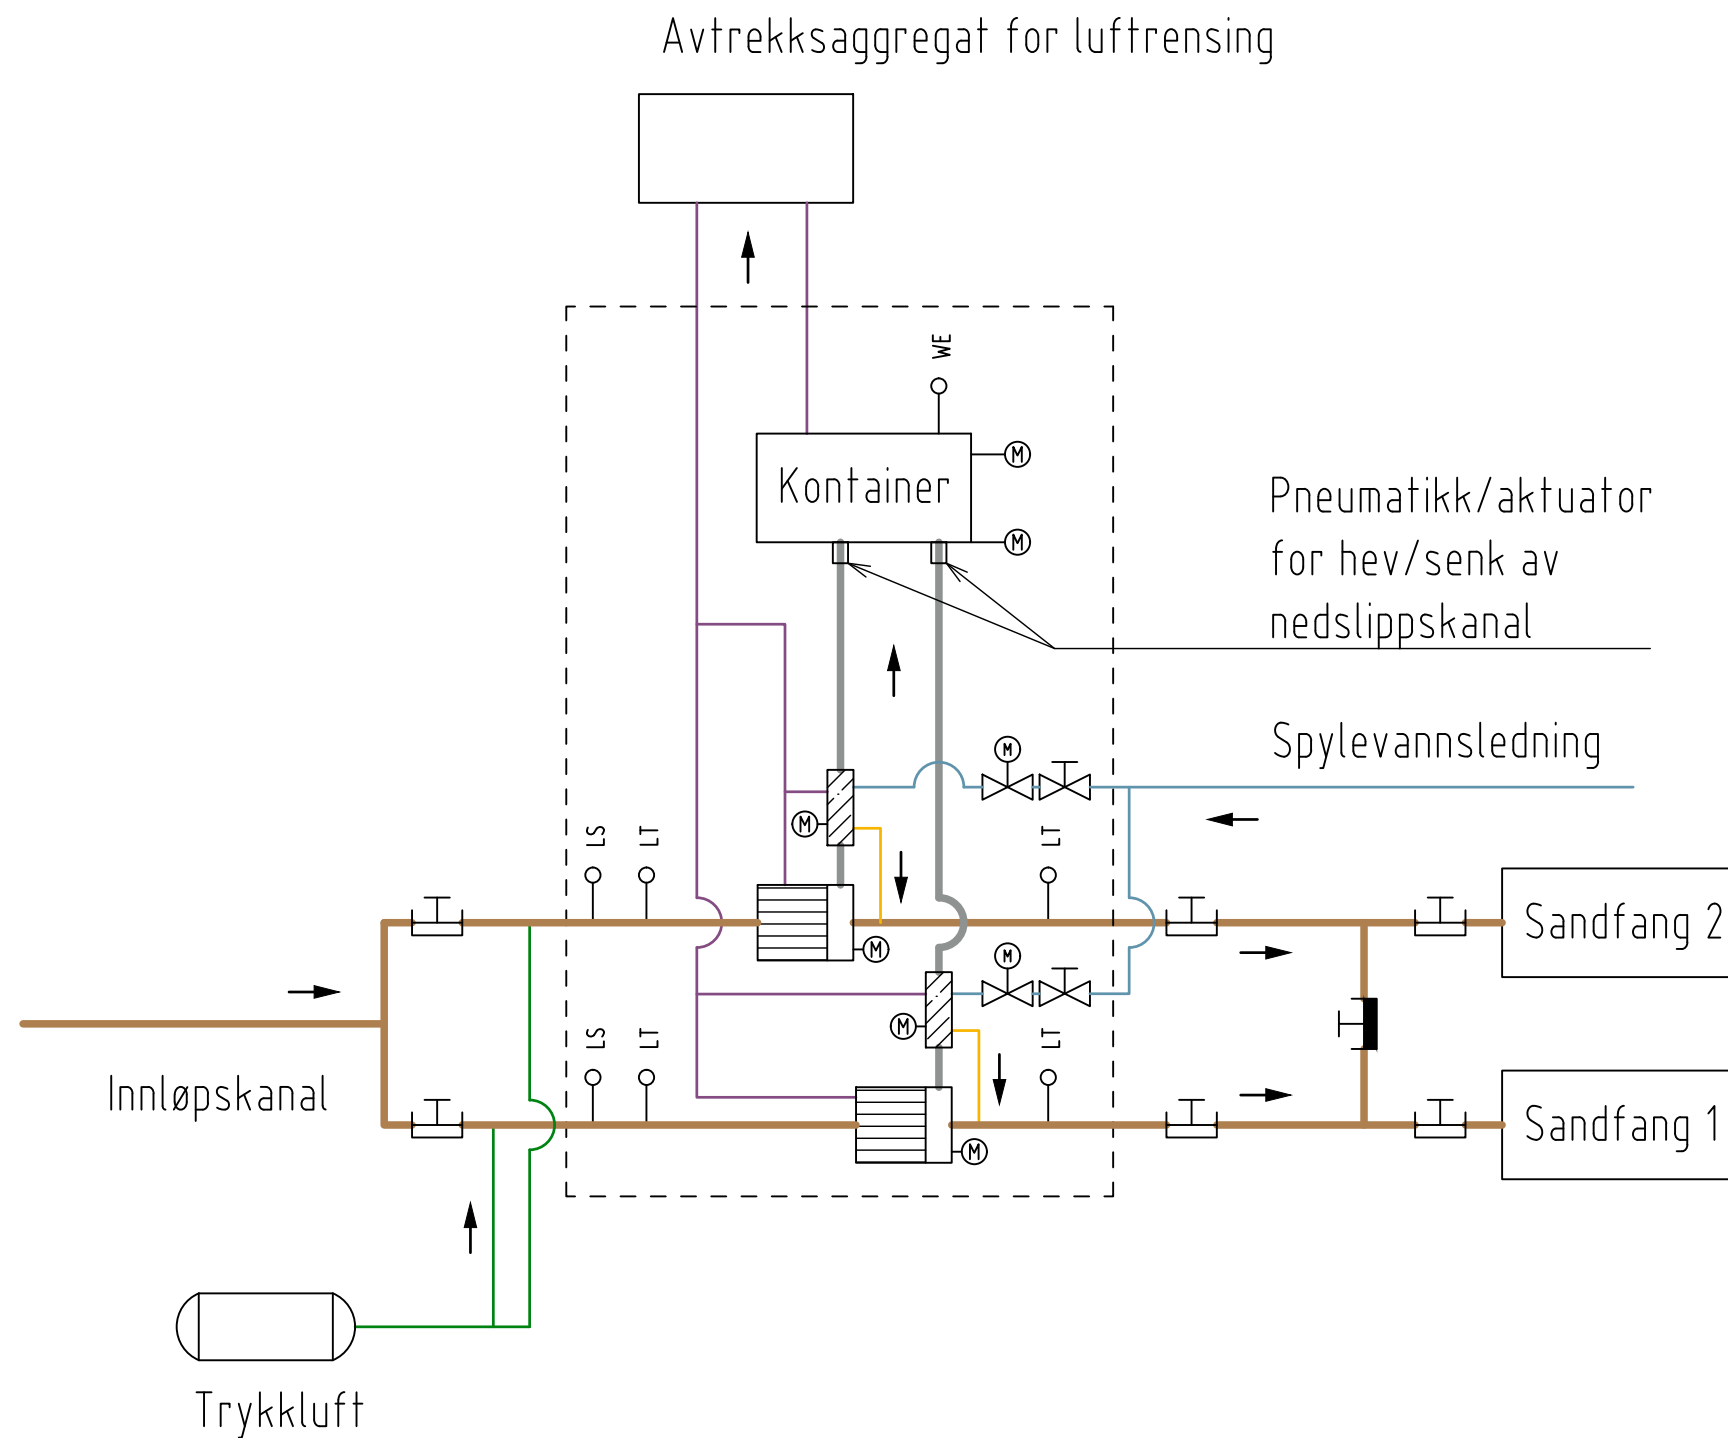 Avtrekksaggregat for luftrensing
WE
Kontainer
M
M
Pneumatikk/aktuator
for hev/senk av
nedslippskanal
Spylevannsledning
M
M
LS
LT
LT
Sandfang 2
M
M
M
LS
LT
LT
Innløpskanal
Sandfang 1
M
Trykkluft